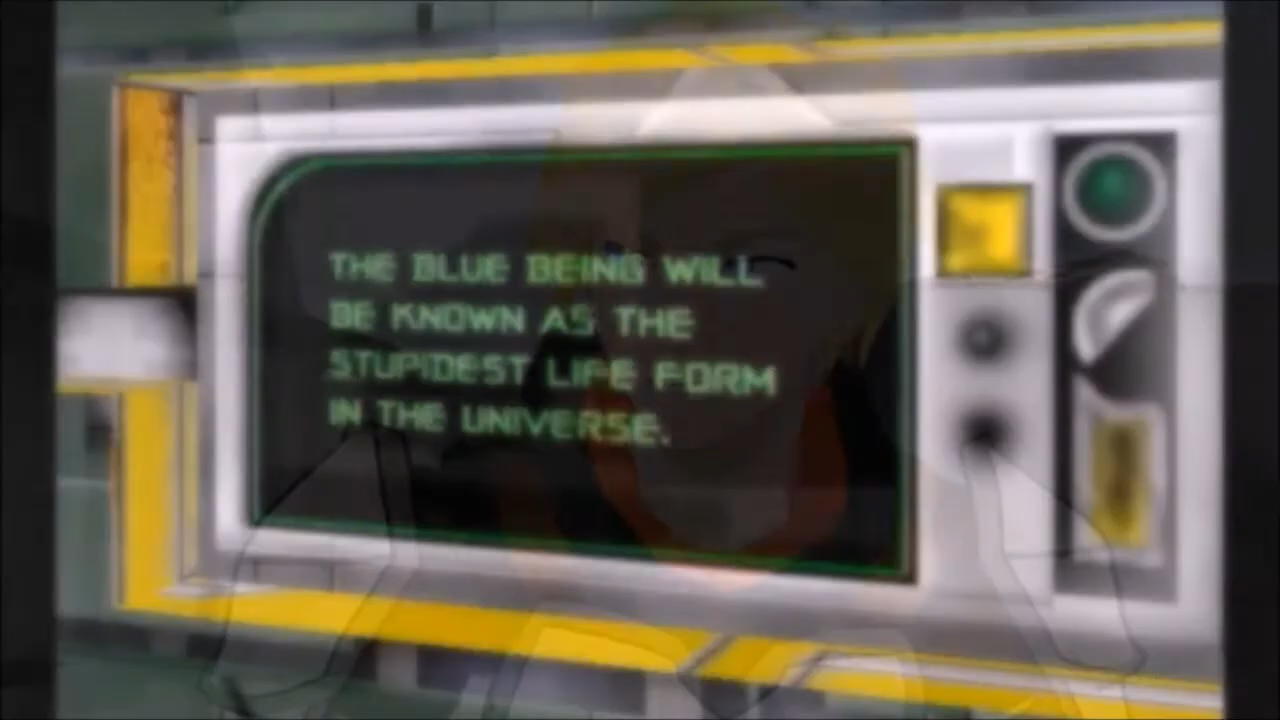 THE BLUE BEING WILL
BE KNOWN AS THE
STUPIDEST LIFE FORM
IN THE UNIVERSE.